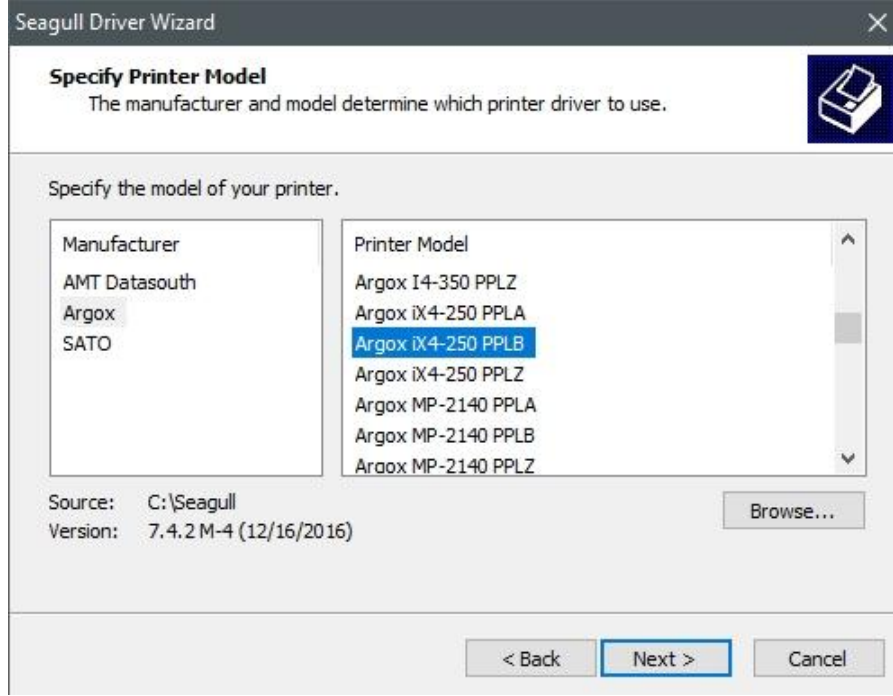 Seagull Driver Wizard
Specify Printer Model
The manufacturer and model determine which printer driver to use.
Specify the model of your printer.
Manufacturer
AMT Datasouth
Argox
SATO
Printer Model
Argox I4-350 PPLZ
Argox iX4-250 PPLA
Argox iX4-250 PPLB
Argox iX4-250 PPLZ
Argox MP-2140 PPLA
Argox MP-2140 PPLB
Argox MP-2140 PPLZ
Source: C:\Seagull
Version: 7.4.2 M-4 (12/16/2016)
Browse...
< Back
Next >
Cancel